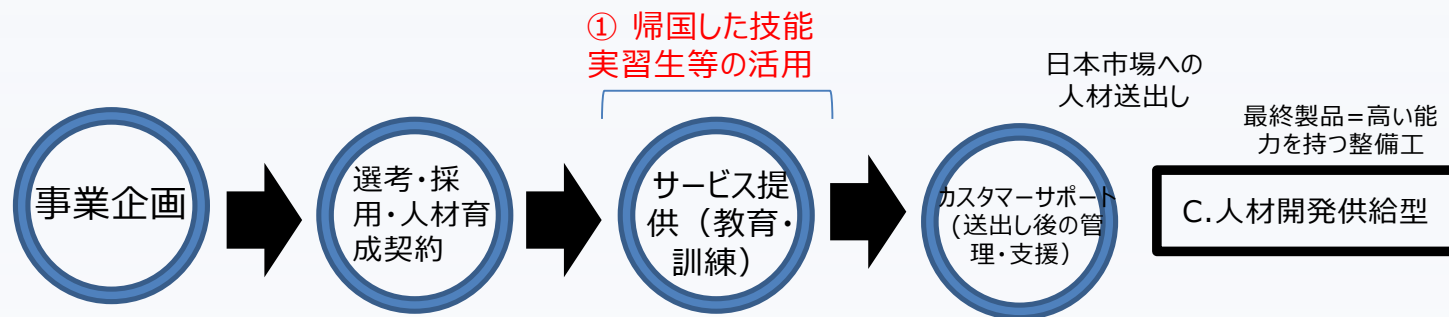 ① 帰国した技能
実習生等の活用
日本市場への
人材送出し
最終製品=高い能
力を持つ整備工
事業企画
選考・採
用・人材育
成契約
サービス提
供（教育・
訓練）
カスタマーサポート
(送出し後の管
理・支援）
C.人材開発供給型